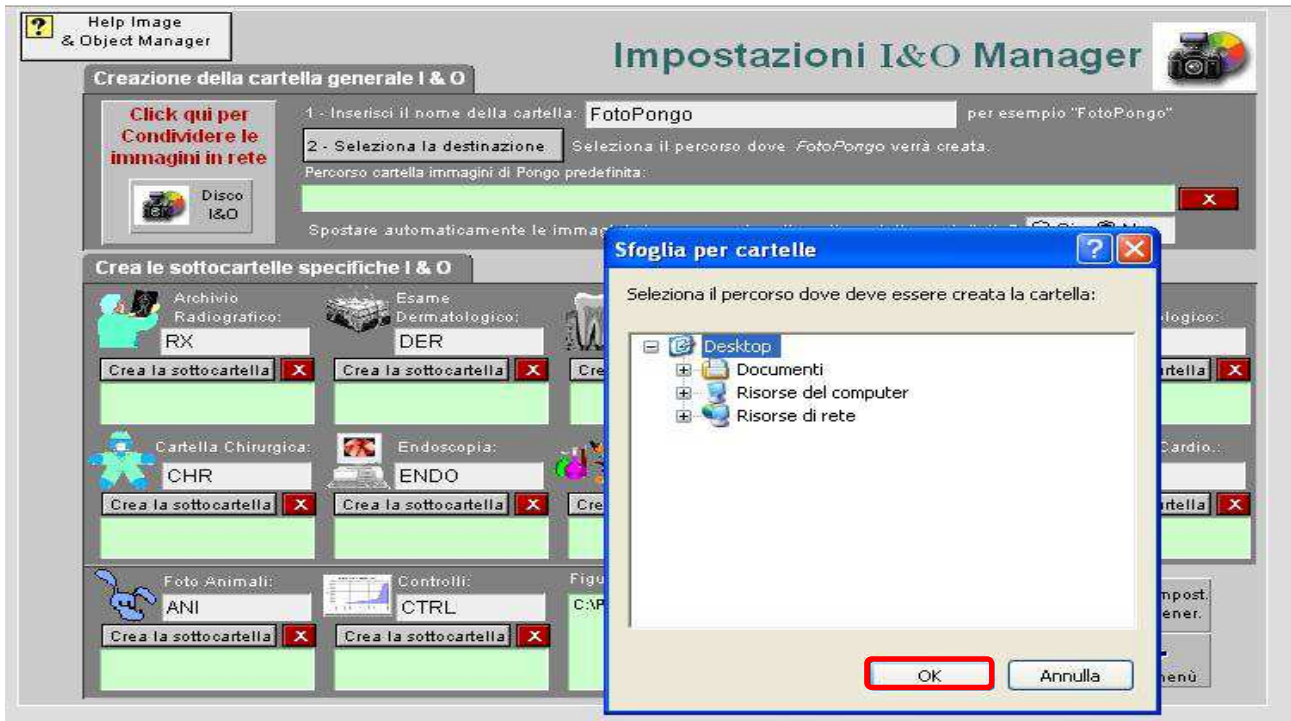 Help Image
& Object Manager
Impostazioni I&O Manager
Creazione della cartella generale I & O
Click qui per
Condividere le
immagini in rete
Disco
I&O
1 - Inserisci il nome della cartella: FotoPongo per esempio "FotoPongo"
2 - Seleziona la destinazione Seleziona il percorso dove FotoPongo verrà creata.
Percorso cartella immagini di Pongo predefinita:
X
Spostare automaticamente le
Crea le sottocartelle specifiche I & O
Archivio
Radiografico:
RX
Crea la sottocartella X
Esame
Dermatologico:
DER
Crea la sottocartella X
X
Cartella Chirurgica:
CHR
Crea la sottocartella X
Endoscopia:
ENDO
Crea la sottocartella X
Cardio.:
X
Foto Animali:
ANI
Crea la sottocartella X
Controlli:
CTRL
Crea la sottocartella X
Sfoglia per cartelle
Seleziona il percorso dove deve essere creata la cartella:
Desktop
Documenti
Risorse del computer
Risorse di rete
OK Annulla